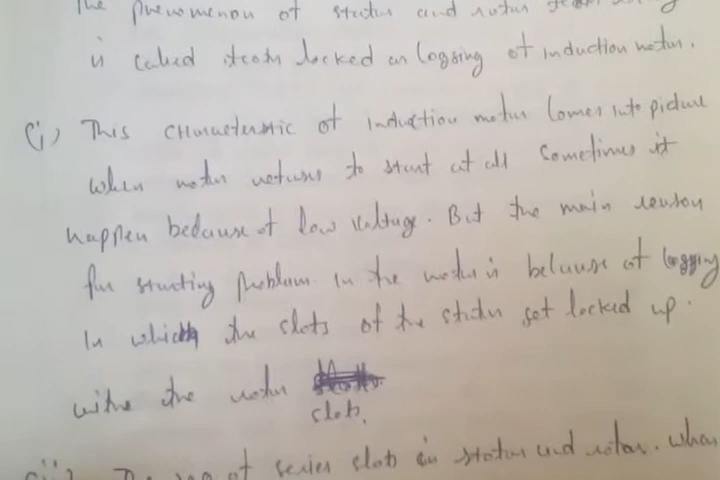 The phenomenon of stator and rotor teeth
is called teeth locked or Cogging of induction motor.
(i) This characteristic of induction motor comes into picture
when motor refuses to start at all sometimes it
happen because of low voltage. But the main reason
for starting problem in the motor is because of cogging
In which the slots of the stator get locked up.
withe the rotor
slots.
of series slots in stator and rotor. when